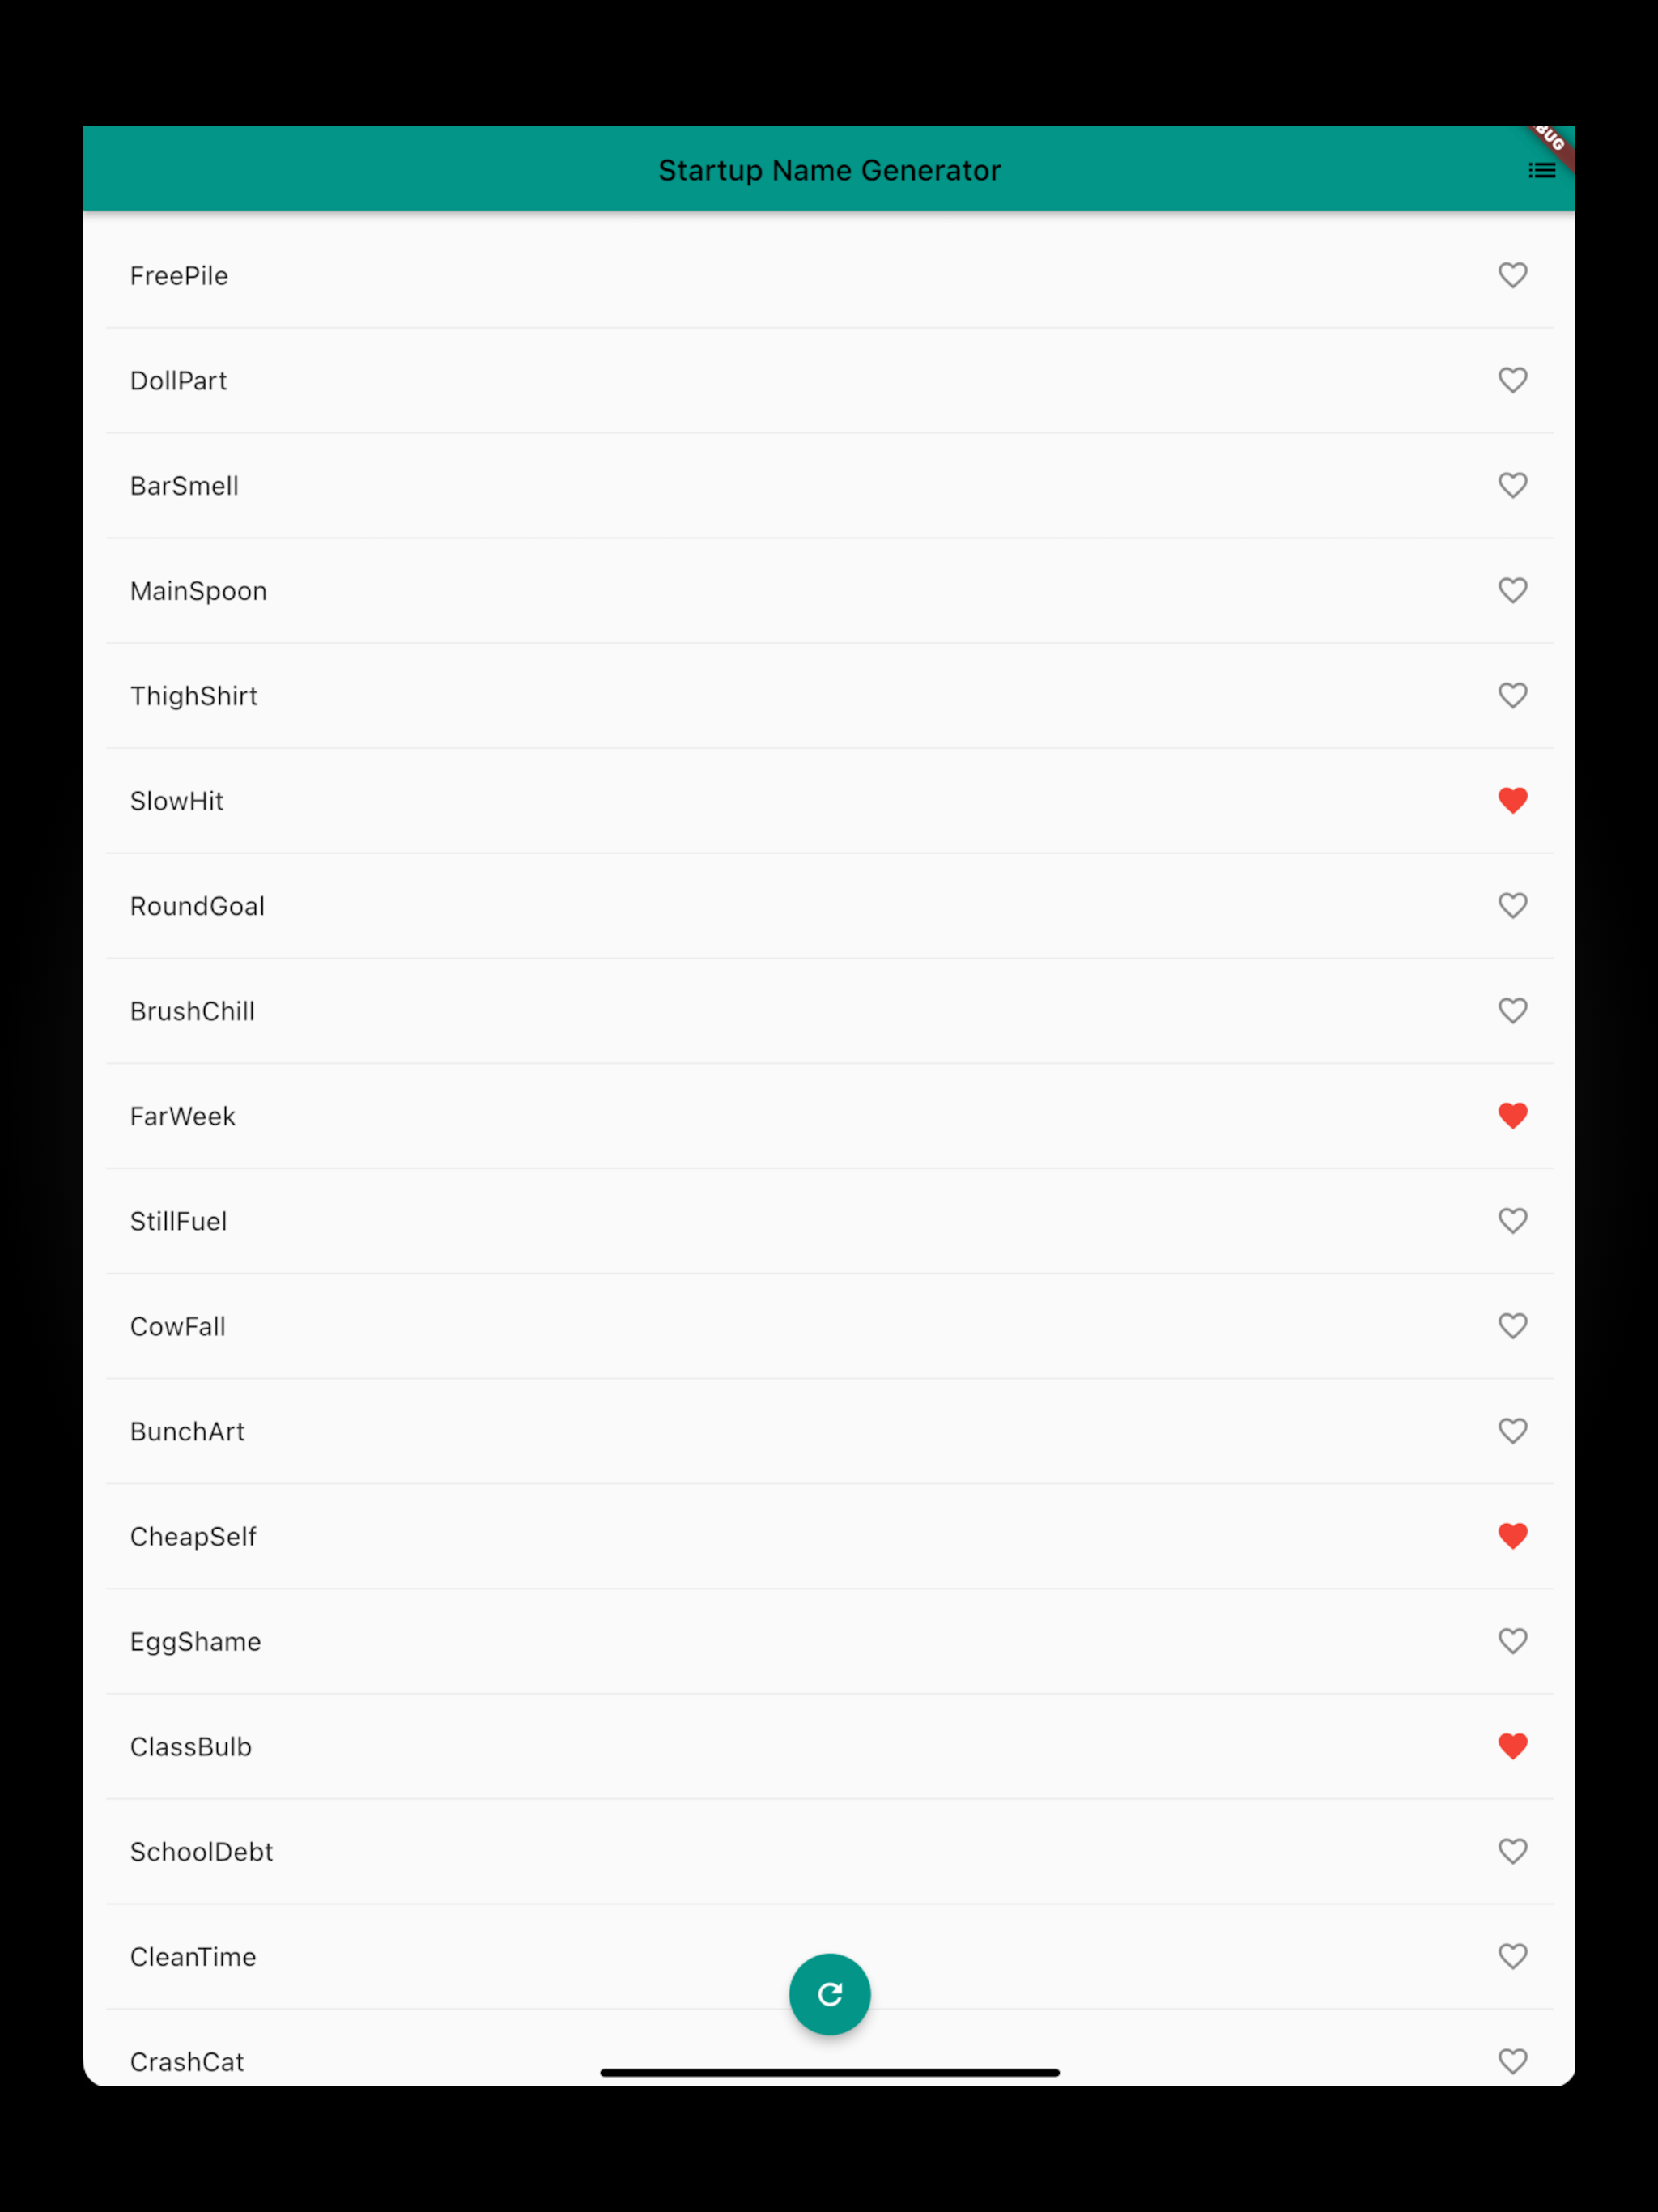 Startup Name Generator
BUG
FreePile
DollPart
BarSmell
MainSpoon
ThighShirt
SlowHit
RoundGoal
BrushChill
FarWeek
StillFuel
CowFall
BunchArt
CheapSelf
EggShame
ClassBulb
SchoolDebt
CleanTime
CrashCat